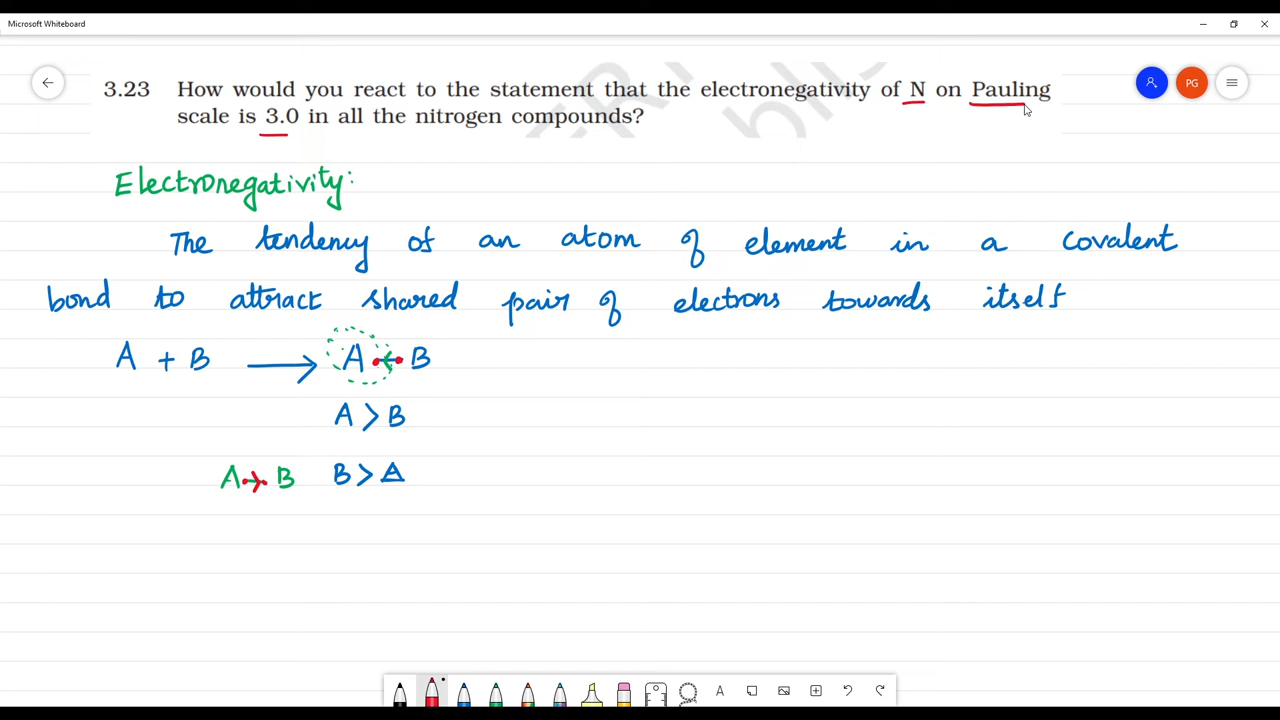 Microsoft Whiteboard
PG
3.23 How would you react to the statement that the electronegativity of N on Pauling
scale is 3.0 in all the nitrogen compounds?
Electronegativity:
The tendency of an atom of element in a covalent
bond to attract shared pair of electrons towards itself
A + B ⟶ A ← B
A > B
A → B B > A
A